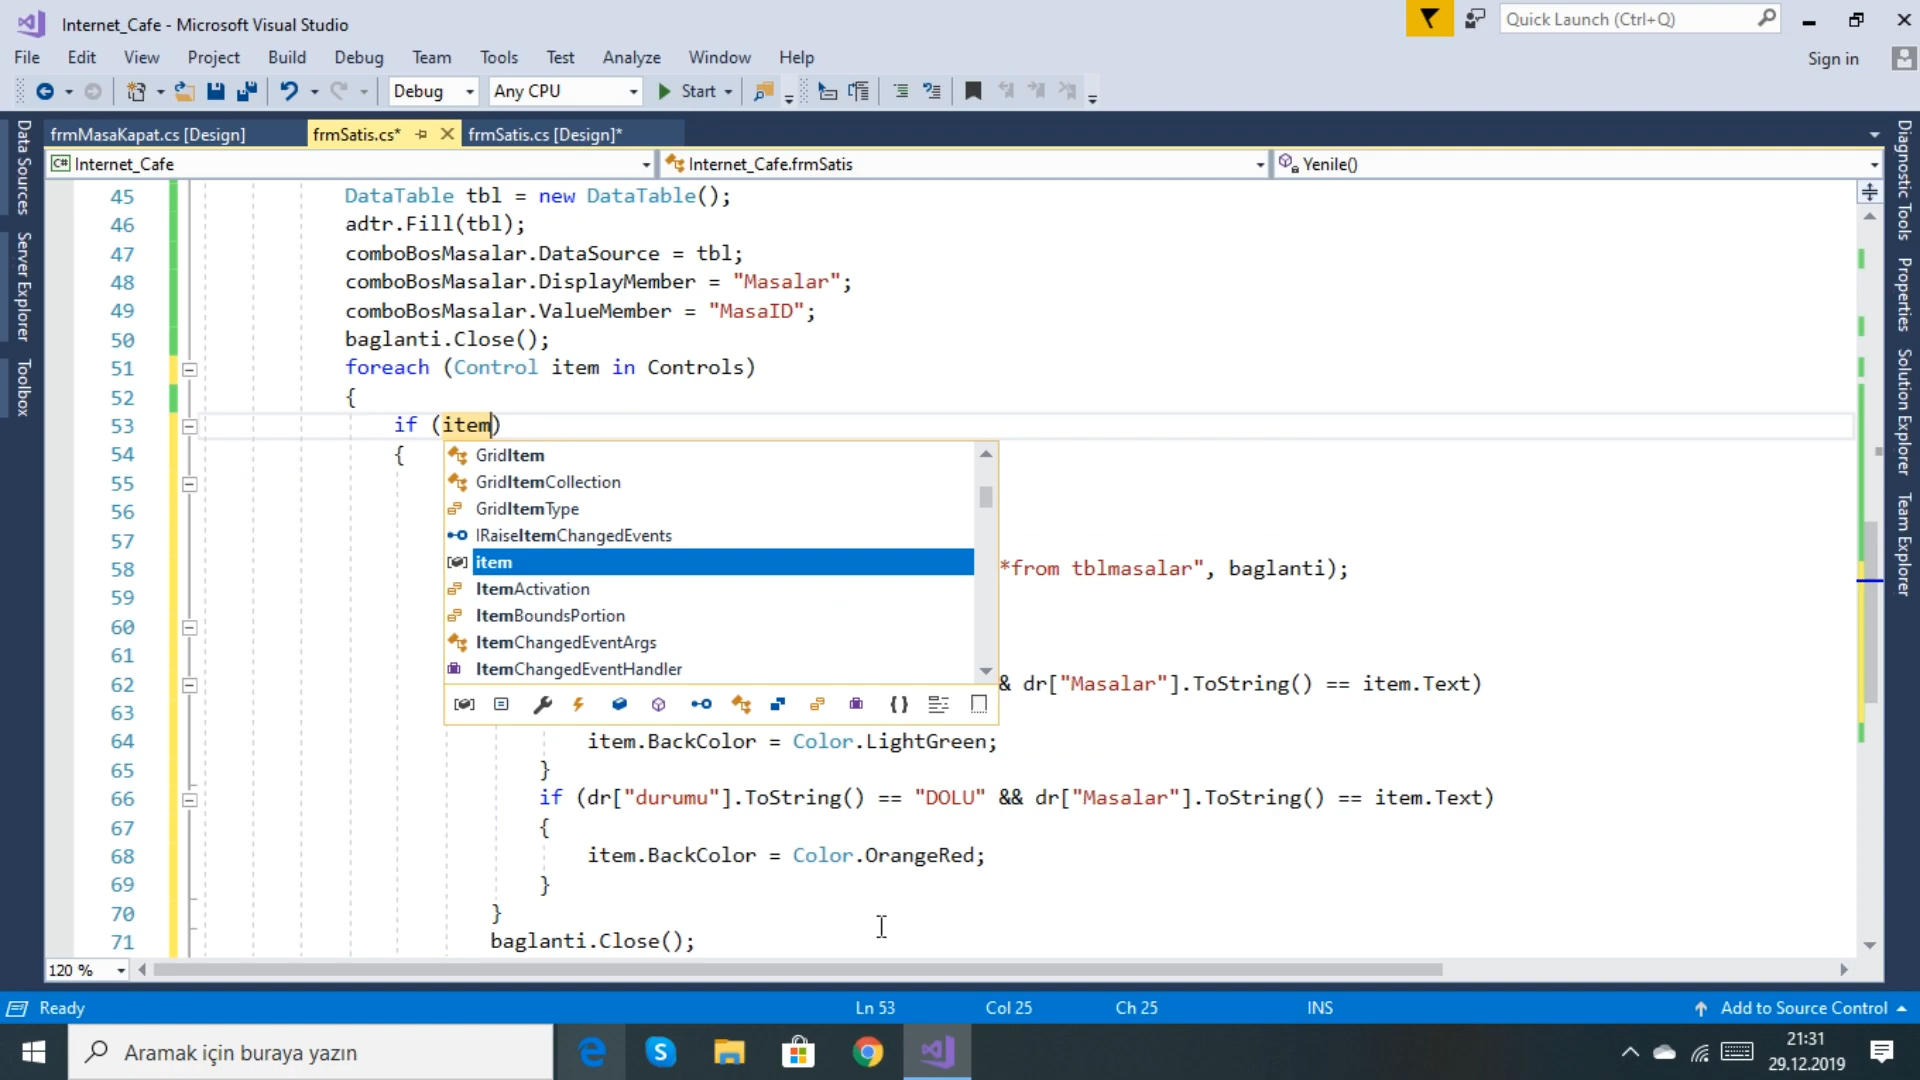 Internet_Cafe - Microsoft Visual Studio
Quick Launch (Ctrl+Q)
File Edit View Project Build Debug Team Tools Test Analyze Window Help
Sign in
Debug Any CPU Start
frmMasaKapat.cs [Design] frmSatis.cs* frmSatis.cs [Design]*
C# Internet_Cafe Internet_Cafe.frmSatis Yenile()
Data Sources
Server Explorer
Toolbox
Diagnostic Tools
Properties
Solution Explorer
Team Explorer
45 DataTable tbl = new DataTable();
46 adtr.Fill(tbl);
47 comboBosMasalar.DataSource = tbl;
48 comboBosMasalar.DisplayMember = "Masalar";
49 comboBosMasalar.ValueMember = "MasaID";
50 baglanti.Close();
51 foreach (Control item in Controls)
52 {
53 if (item)
54 {
55
56
57
58 *from tblmasalar", baglanti);
59
60
61
62 & dr["Masalar"].ToString() == item.Text)
63
64 item.BackColor = Color.LightGreen;
65 }
66 if (dr["durumu"].ToString() == "DOLU" && dr["Masalar"].ToString() == item.Text)
67 {
68 item.BackColor = Color.OrangeRed;
69 }
70 }
71 baglanti.Close();
GridItem
GridItemCollection
GridItemType
IRaiseItemChangedEvents
item
ItemActivation
ItemBoundsPortion
ItemChangedEventArgs
ItemChangedEventHandler
120 %
Ready Ln 53 Col 25 Ch 25 INS Add to Source Control
Aramak için buraya yazın
21:31
29.12.2019